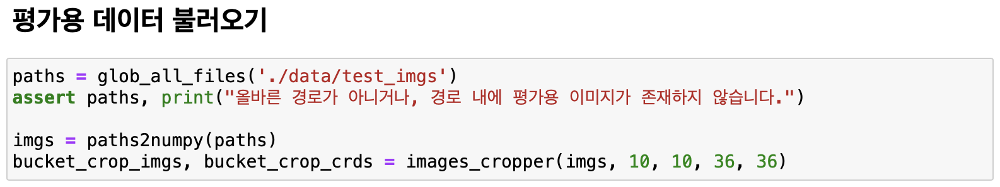 평가용 데이터 불러오기
paths = glob_all_files('./data/test_imgs')
assert paths, print("올바른 경로가 아니거나, 경로 내에 평가용 이미지가 존재하지 않습니다.")
imgs = paths2numpy(paths)
bucket_crop_imgs, bucket_crop_crds = images_cropper(imgs, 10, 10, 36, 36)